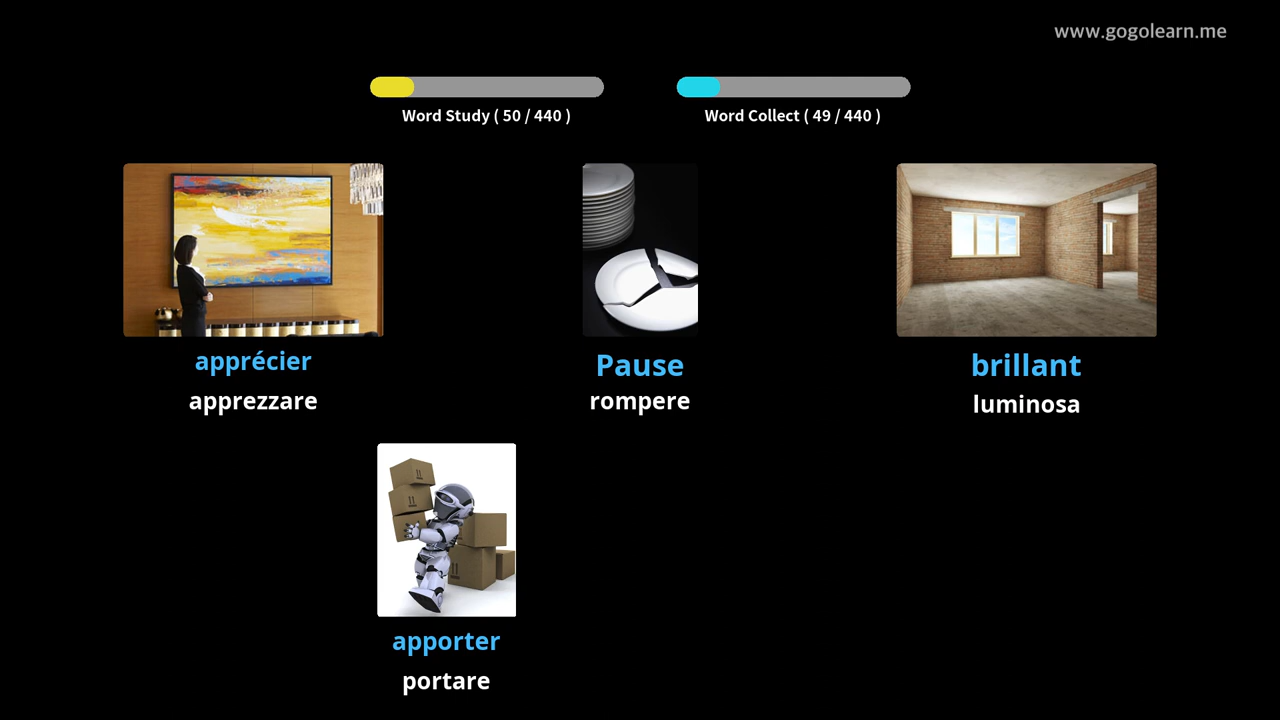 www.gogolearn.me
Word Study ( 50 / 440 )
Word Collect ( 49 / 440 )
apprécier
apprezzare
Pause
rompere
brillant
luminosa
apporter
portare